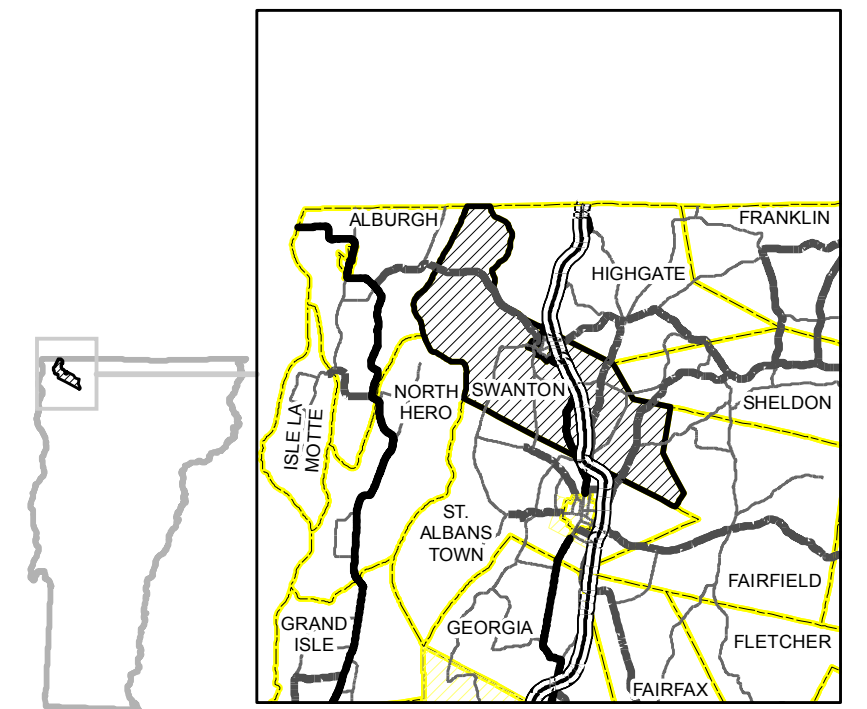 ALBURGH
FRANKLIN
HIGHGATE
NORTH
HERO
SWANTON
SHELDON
ISLE LA
MOTTE
ST.
ALBANS
TOWN
FAIRFIELD
GRAND
ISLE
GEORGIA
FLETCHER
FAIRFAX